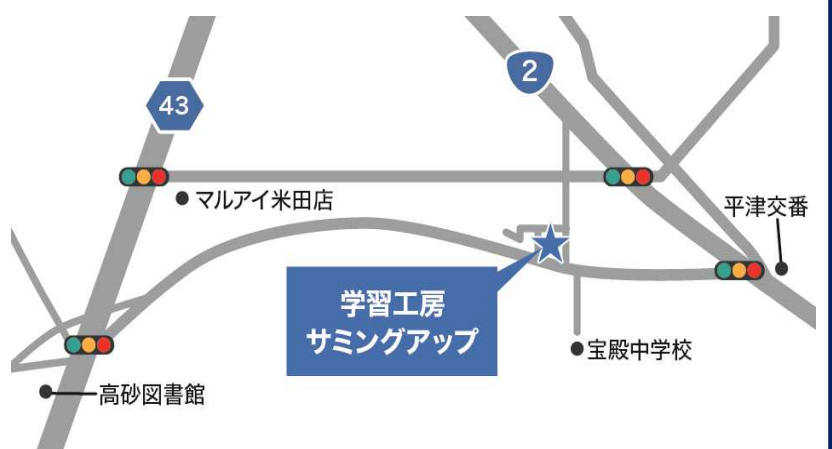 2
43
マルアイ米田店
平津交番
学習工房
サミングアップ
宝殿中学校
高砂図書館